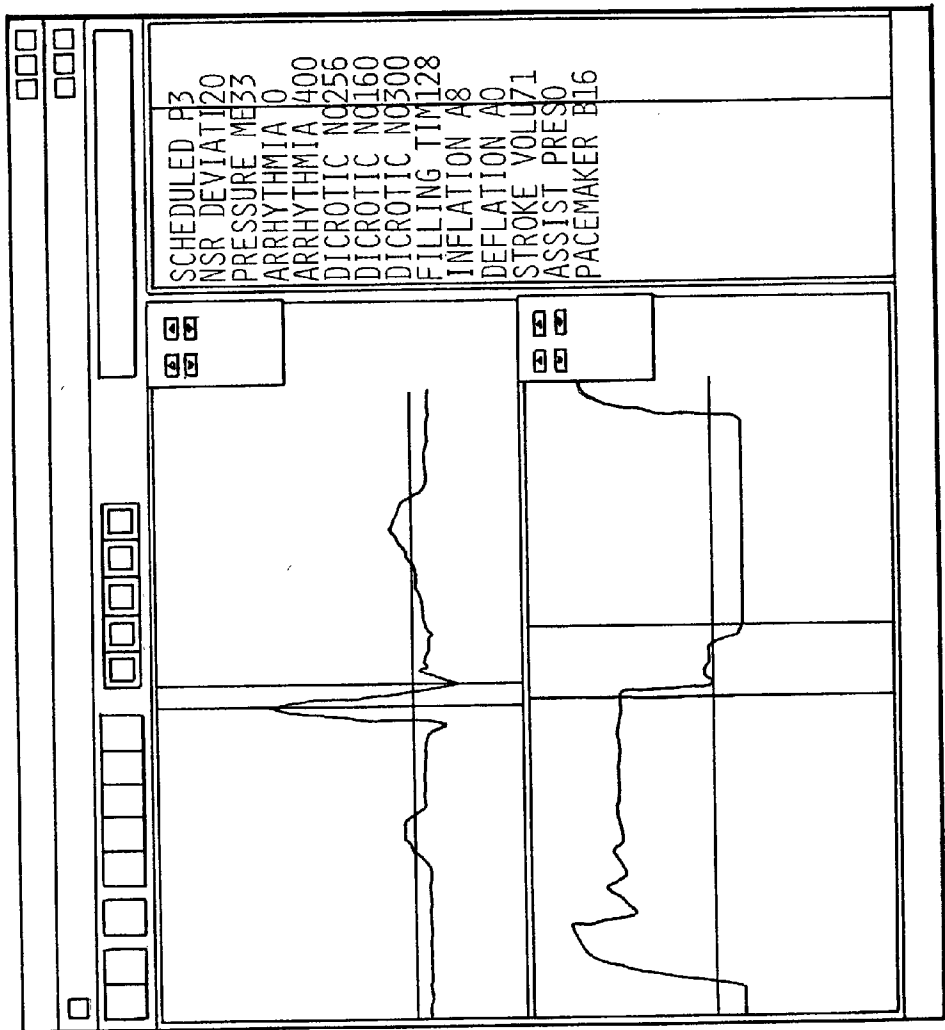 SCHEDULED P3
NSR DEVIATI20
PRESSURE ME33
ARRHYTHMIA 0
ARRHYTHMIA 400
DICROTIC NO256
DICROTIC NO160
DICROTIC NO300
FILLING TIM128
INFLATION A8
DEFLATION A0
STROKE VOLU71
ASSIST PRES0
PACEMAKER B16